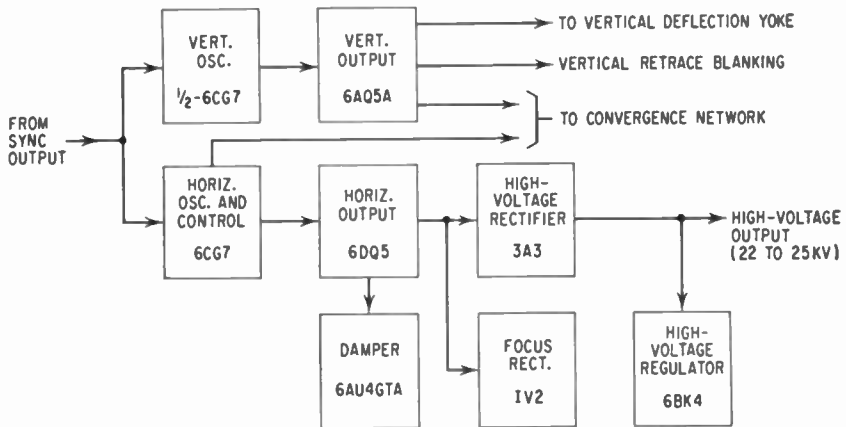 VERT.
OSC.
½-6CG7
VERT.
OUTPUT
6AQ5A
TO VERTICAL DEFLECTION YOKE
VERTICAL RETRACE BLANKING
TO CONVERGENCE NETWORK
FROM
SYNC
OUTPUT
HORIZ.
OSC. AND
CONTROL
6CG7
HORIZ.
OUTPUT
6DQ5
HIGH-
VOLTAGE
RECTIFIER
3A3
HIGH-VOLTAGE
OUTPUT
(22 TO 25KV)
DAMPER
6AU4GTA
FOCUS
RECT.
IV2
HIGH-
VOLTAGE
REGULATOR
6BK4